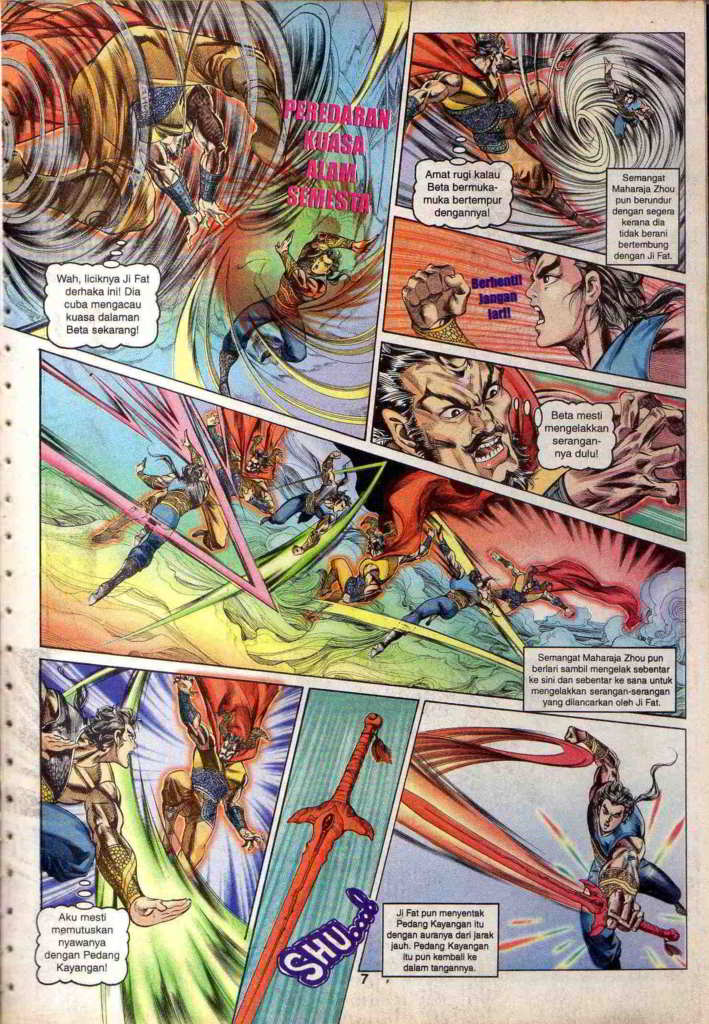 PEREDARAN
KUASA
ALAM
SEMESTA
Wah, liciknya Ji Fat
derhaka ini! Dia
cuba mengacau
kuasa dalaman
Beta sekarang!
Amat rugi kalau
Beta bermuka-
muka bertempur
dengannya!
Semangat
Maharaja Zhou
pun berundur
dengan segera
kerana dia
tidak berani
bertembung
dengan Ji Fat.
Berhenti!
Jangan
lari!!
Beta mesti
mengelakkan
serangan-
nya dulu!
Semangat Maharaja Zhou pun
berlari sambil mengelak sebentar
ke sini dan sebentar ke sana untuk
mengelakkan serangan-serangan
yang dilancarkan oleh Ji Fat.
Aku mesti
memutuskan
nyawanya
dengan Pedang
Kayangan!
SHU...!
Ji Fat pun menyentak
Pedang Kayangan itu
dengan auranya dari jarak
jauh. Pedang Kayangan
itu pun kembali ke
dalam tangannya.
7